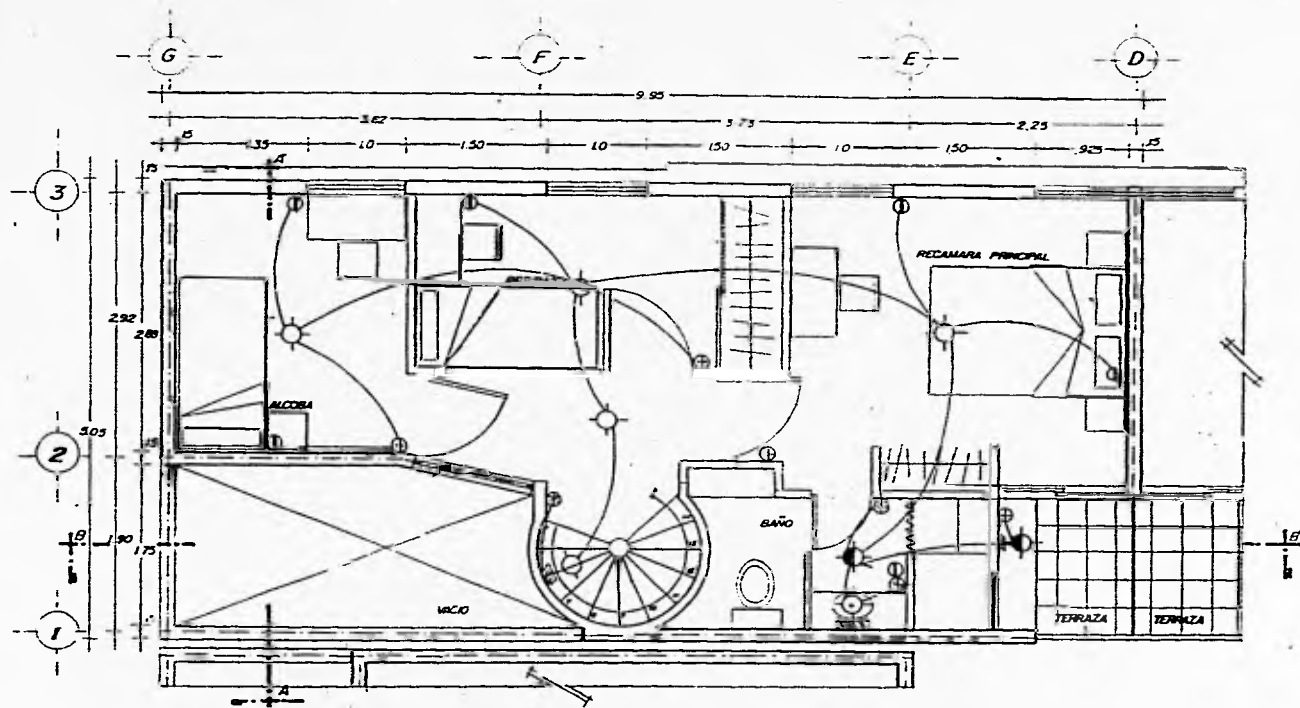 G F E D
9.95
3.82 3.73 2.25
.15 1.35 1.0 1.50 1.0 1.50 1.0 1.50 .925 .15
A'
.15
3
RECAMARA PRINCIPAL
2.92
2.85
ALCOBA
5.05
.15
2
BAÑO
B
1.90
1.75
B'
VACIO
TERRAZA TERRAZA
1
A